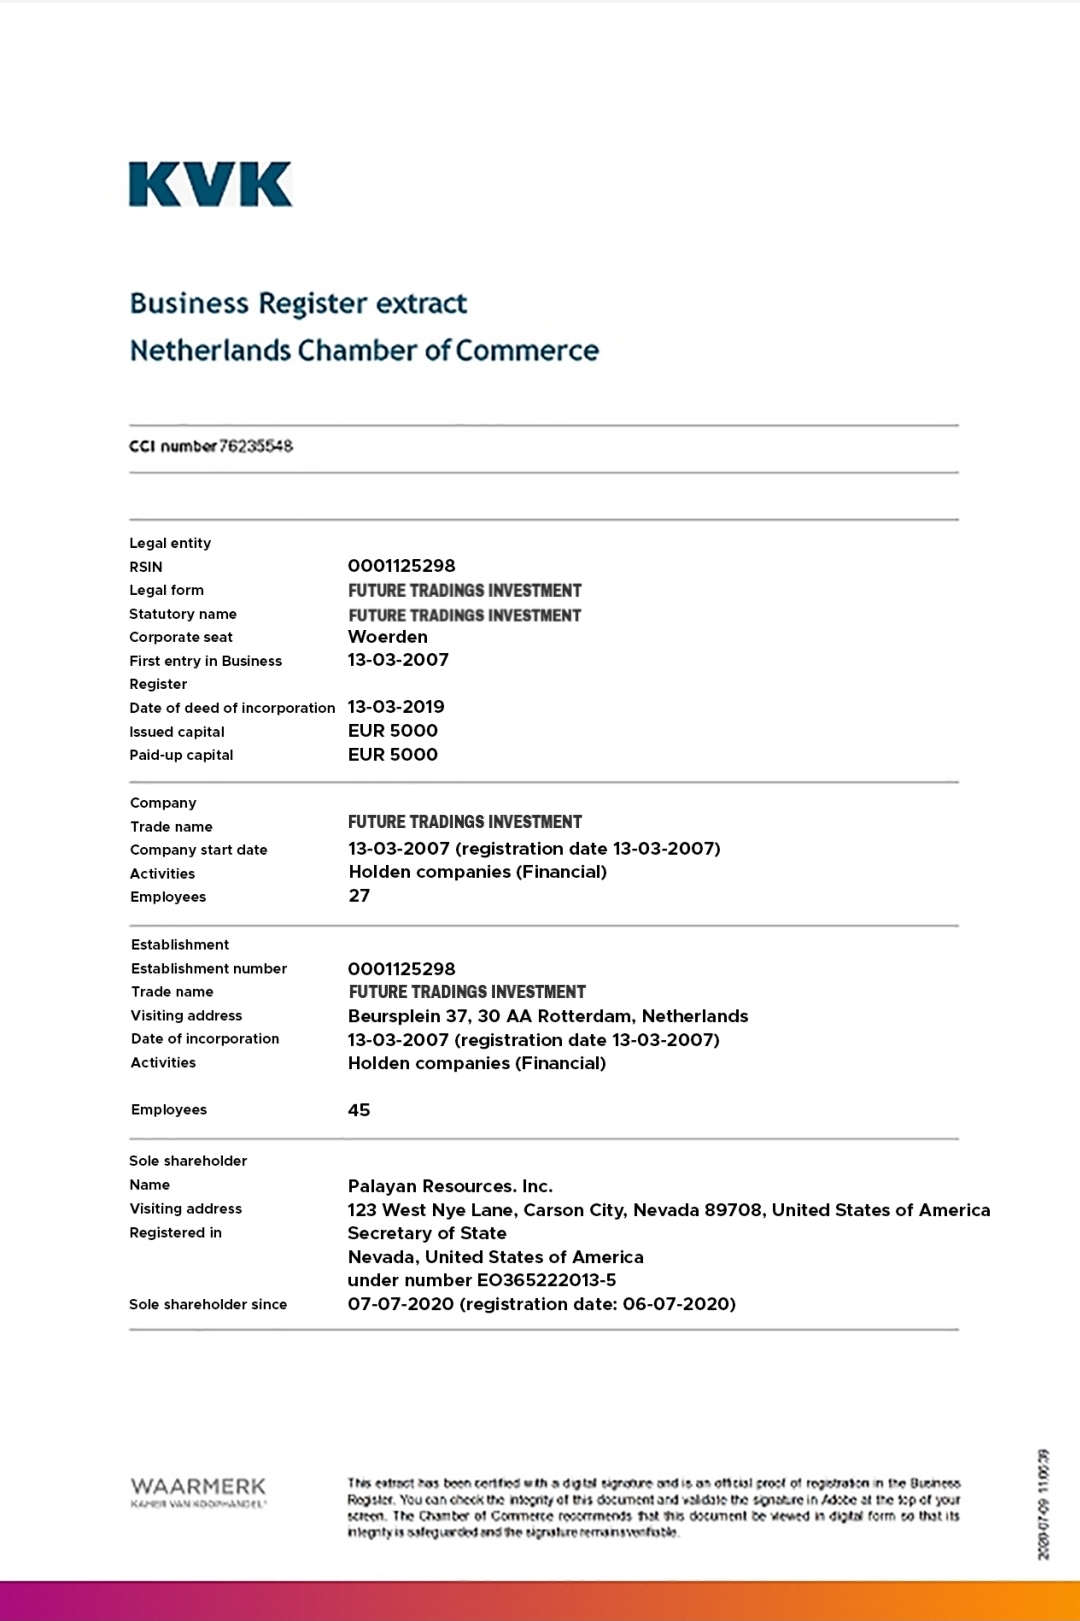 KVK
Business Register extract
Netherlands Chamber of Commerce
CCI number 76235548
Legal entity
RSIN 0001125298
Legal form FUTURE TRADINGS INVESTMENT
Statutory name FUTURE TRADINGS INVESTMENT
Corporate seat Woerden
First entry in Business 13-03-2007
Register
Date of deed of incorporation 13-03-2019
Issued capital EUR 5000
Paid-up capital EUR 5000
Company
Trade name FUTURE TRADINGS INVESTMENT
Company start date 13-03-2007 (registration date 13-03-2007)
Activities Holden companies (Financial)
Employees 27
Establishment
Establishment number 0001125298
Trade name FUTURE TRADINGS INVESTMENT
Visiting address Beursplein 37, 30 AA Rotterdam, Netherlands
Date of incorporation 13-03-2007 (registration date 13-03-2007)
Activities Holden companies (Financial)
Employees 45
Sole shareholder
Name Palayan Resources. Inc.
Visiting address 123 West Nye Lane, Carson City, Nevada 89708, United States of America
Registered in Secretary of State
Nevada, United States of America
under number EO365222013-5
Sole shareholder since 07-07-2020 (registration date: 06-07-2020)
WAARMERK
KAMER VAN KOOPHANDEL
This extract has been certified with a digital signature and is an official proof of registration in the Business
Register. You can check the integrity of this document and validate the signature in Adobe at the top of your
screen. The Chamber of Commerce recommends that this document be viewed in digital form so that its
integrity is safeguarded and the signature remains verifiable.
2020-07-09